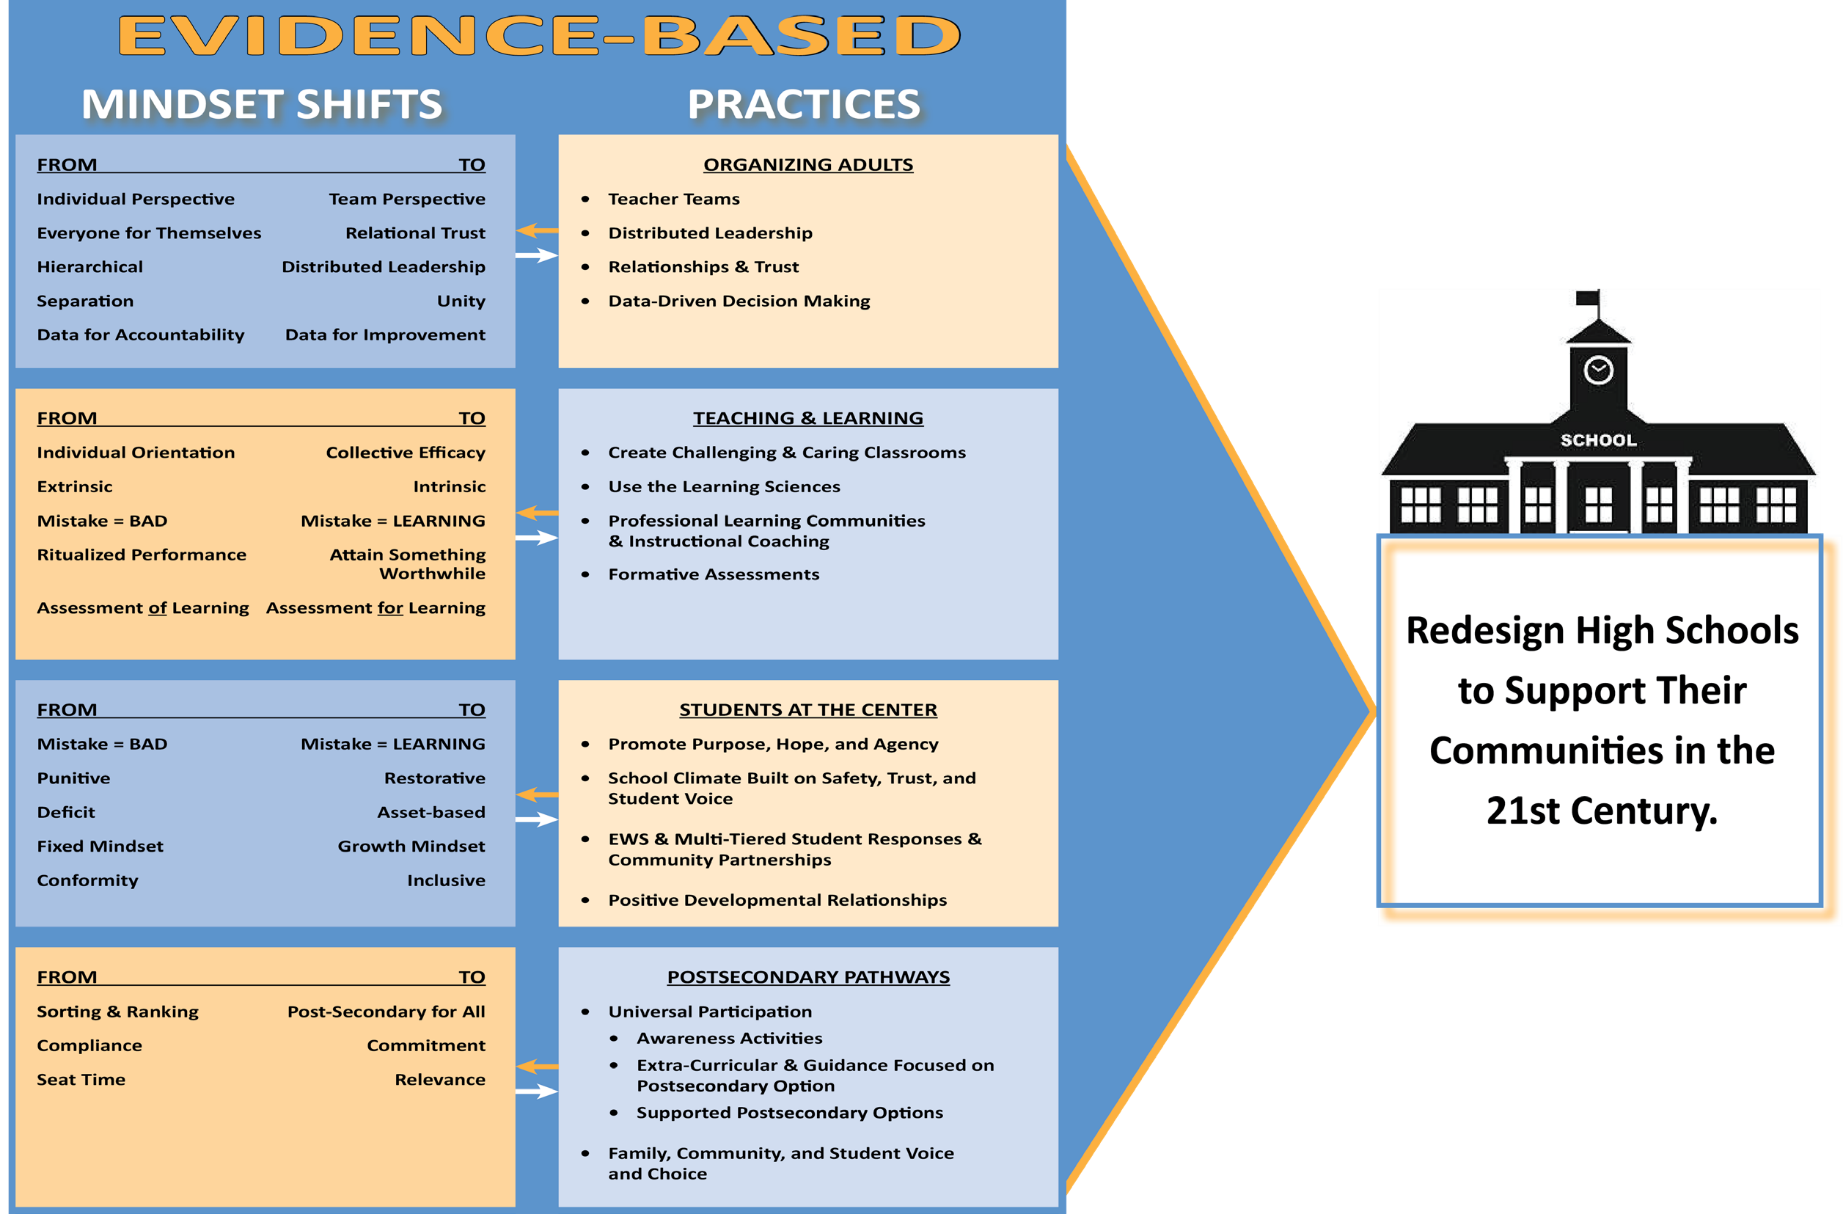 EVIDENCE-BASED
MINDSET SHIFTS
PRACTICES
FROM TO
Individual Perspective Team Perspective
Everyone for Themselves Relational Trust
Hierarchical Distributed Leadership
Separation Unity
Data for Accountability Data for Improvement
ORGANIZING ADULTS
• Teacher Teams
• Distributed Leadership
• Relationships & Trust
• Data-Driven Decision Making
FROM TO
Individual Orientation Collective Efficacy
Extrinsic Intrinsic
Mistake = BAD Mistake = LEARNING
Ritualized Performance Attain Something
Worthwhile
Assessment of Learning Assessment for Learning
TEACHING & LEARNING
• Create Challenging & Caring Classrooms
• Use the Learning Sciences
• Professional Learning Communities
& Instructional Coaching
• Formative Assessments
FROM TO
Mistake = BAD Mistake = LEARNING
Punitive Restorative
Deficit Asset-based
Fixed Mindset Growth Mindset
Conformity Inclusive
STUDENTS AT THE CENTER
• Promote Purpose, Hope, and Agency
• School Climate Built on Safety, Trust, and
Student Voice
• EWS & Multi-Tiered Student Responses &
Community Partnerships
• Positive Developmental Relationships
FROM TO
Sorting & Ranking Post-Secondary for All
Compliance Commitment
Seat Time Relevance
POSTSECONDARY PATHWAYS
• Universal Participation
• Awareness Activities
• Extra-Curricular & Guidance Focused on
Postsecondary Option
• Supported Postsecondary Options
• Family, Community, and Student Voice
and Choice
SCHOOL
Redesign High Schools
to Support Their
Communities in the
21st Century.